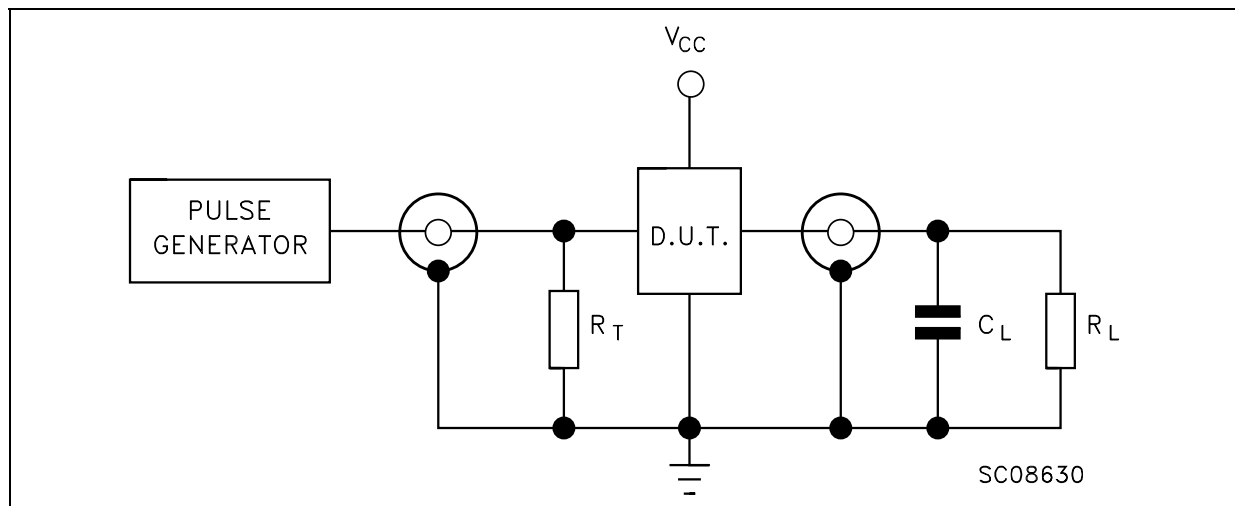 VCC
PULSE
GENERATOR
D.U.T.
RT
CL
RL
SC08630